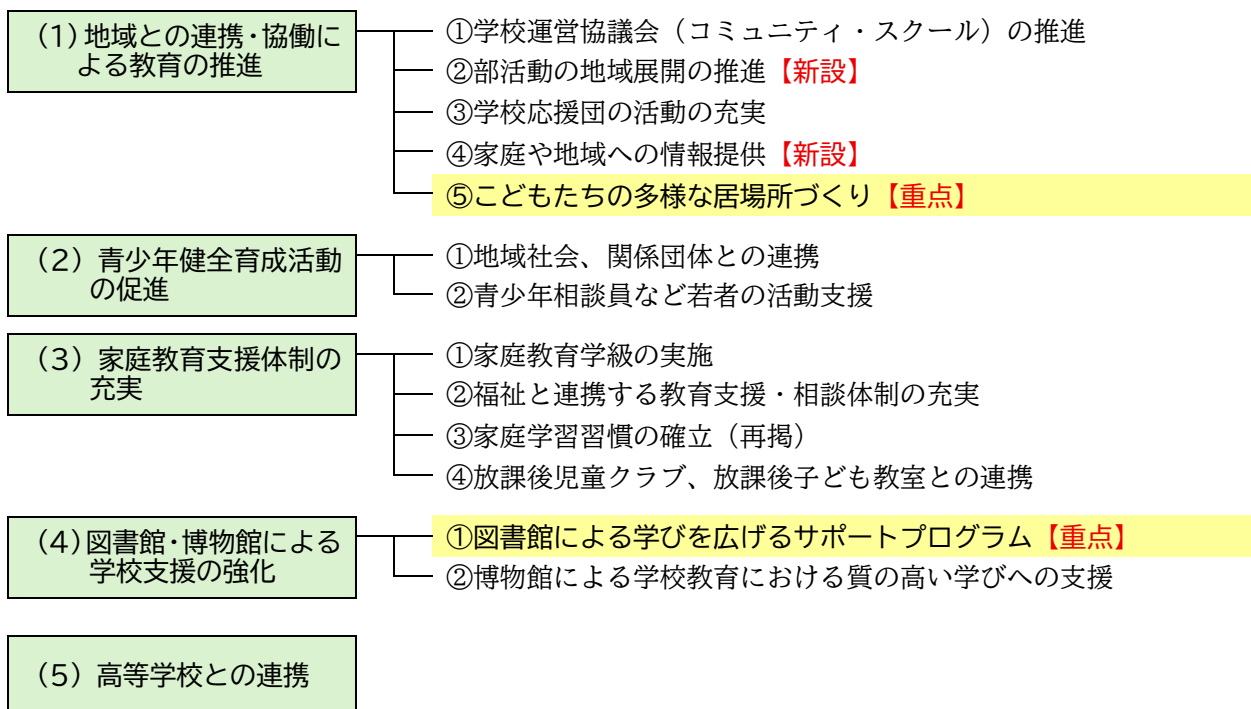 (1)地域との連携・協働に
よる教育の推進
①学校運営協議会（コミュニティ・スクール）の推進
②部活動の地域展開の推進【新設】
③学校応援団の活動の充実
④家庭や地域への情報提供【新設】
⑤こどもたちの多様な居場所づくり【重点】
(2) 青少年健全育成活動
の促進
①地域社会、関係団体との連携
②青少年相談員など若者の活動支援
(3) 家庭教育支援体制の
充実
①家庭教育学級の実施
②福祉と連携する教育支援・相談体制の充実
③家庭学習習慣の確立（再掲）
④放課後児童クラブ、放課後子ども教室との連携
(4)図書館・博物館による
学校支援の強化
①図書館による学びを広げるサポートプログラム【重点】
②博物館による学校教育における質の高い学びへの支援
(5) 高等学校との連携